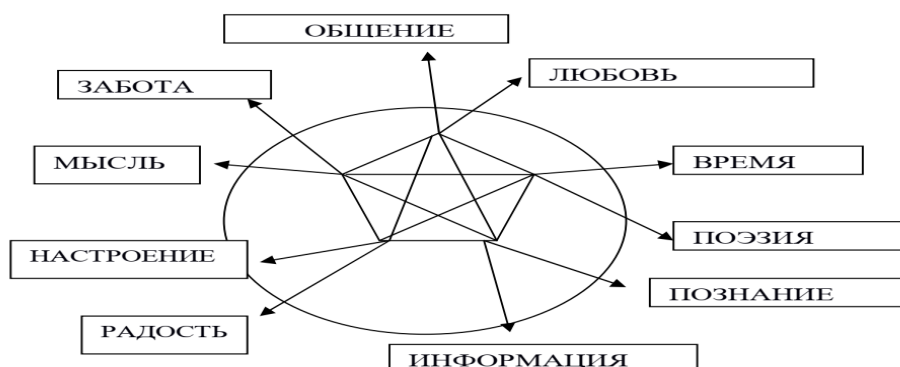 ОБЩЕНИЕ
ЛЮБОВЬ
ЗАБОТА
МЫСЛЬ
ВРЕМЯ
ПОЭЗИЯ
НАСТРОЕНИЕ
ПОЗНАНИЕ
РАДОСТЬ
ИНФОРМАЦИЯ